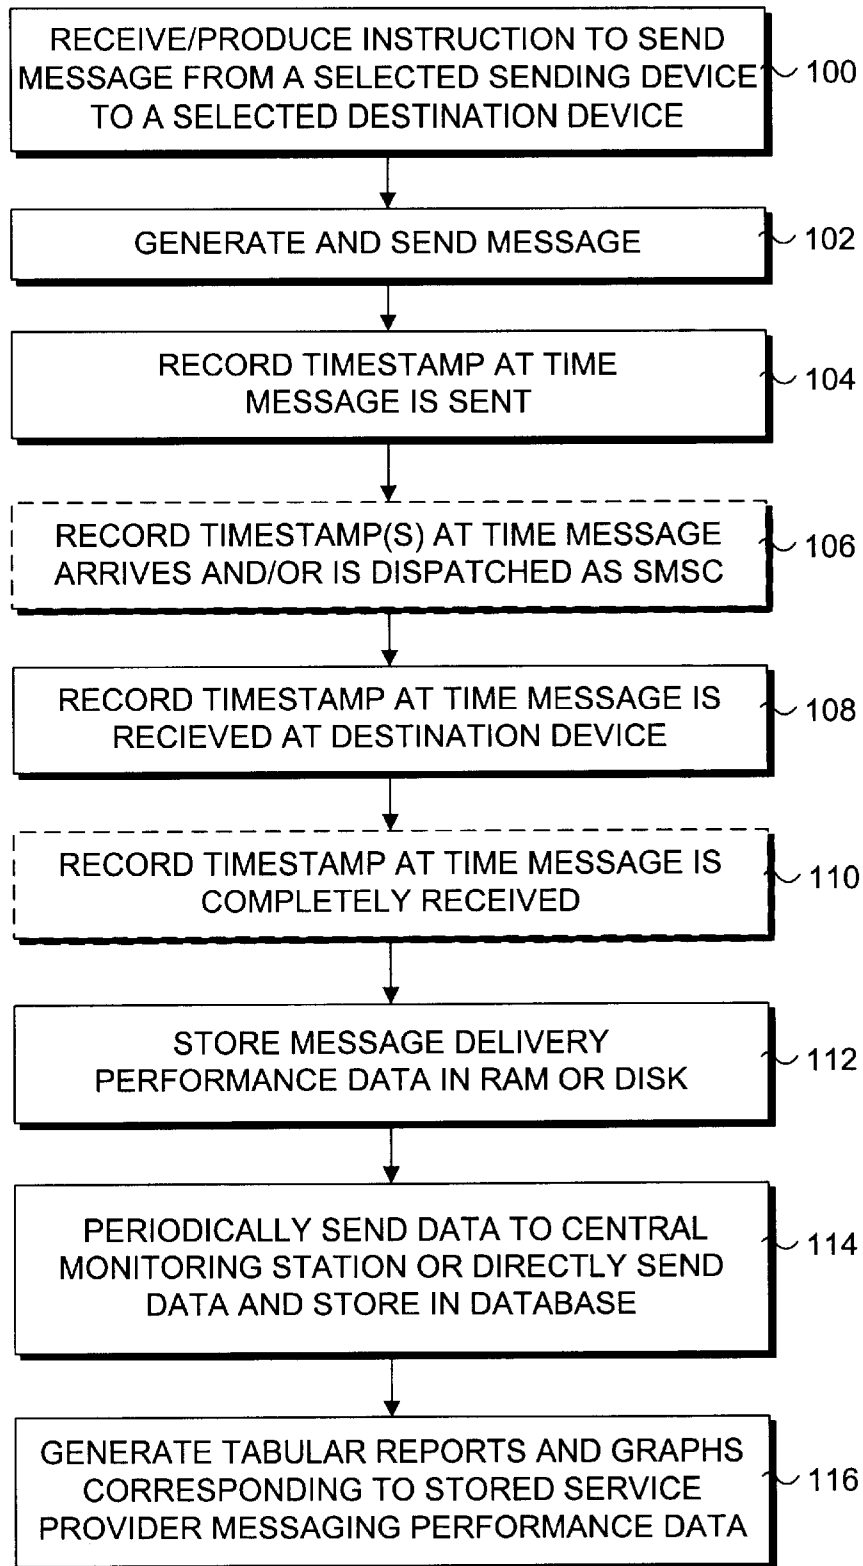 RECEIVE/PRODUCE INSTRUCTION TO SEND
MESSAGE FROM A SELECTED SENDING DEVICE
TO A SELECTED DESTINATION DEVICE
100
GENERATE AND SEND MESSAGE
102
RECORD TIMESTAMP AT TIME
MESSAGE IS SENT
104
RECORD TIMESTAMP(S) AT TIME MESSAGE
ARRIVES AND/OR IS DISPATCHED AS SMSC
106
RECORD TIMESTAMP AT TIME MESSAGE IS
RECIEVED AT DESTINATION DEVICE
108
RECORD TIMESTAMP AT TIME MESSAGE IS
COMPLETELY RECEIVED
110
STORE MESSAGE DELIVERY
PERFORMANCE DATA IN RAM OR DISK
112
PERIODICALLY SEND DATA TO CENTRAL
MONITORING STATION OR DIRECTLY SEND
DATA AND STORE IN DATABASE
114
GENERATE TABULAR REPORTS AND GRAPHS
CORRESPONDING TO STORED SERVICE
PROVIDER MESSAGING PERFORMANCE DATA
116